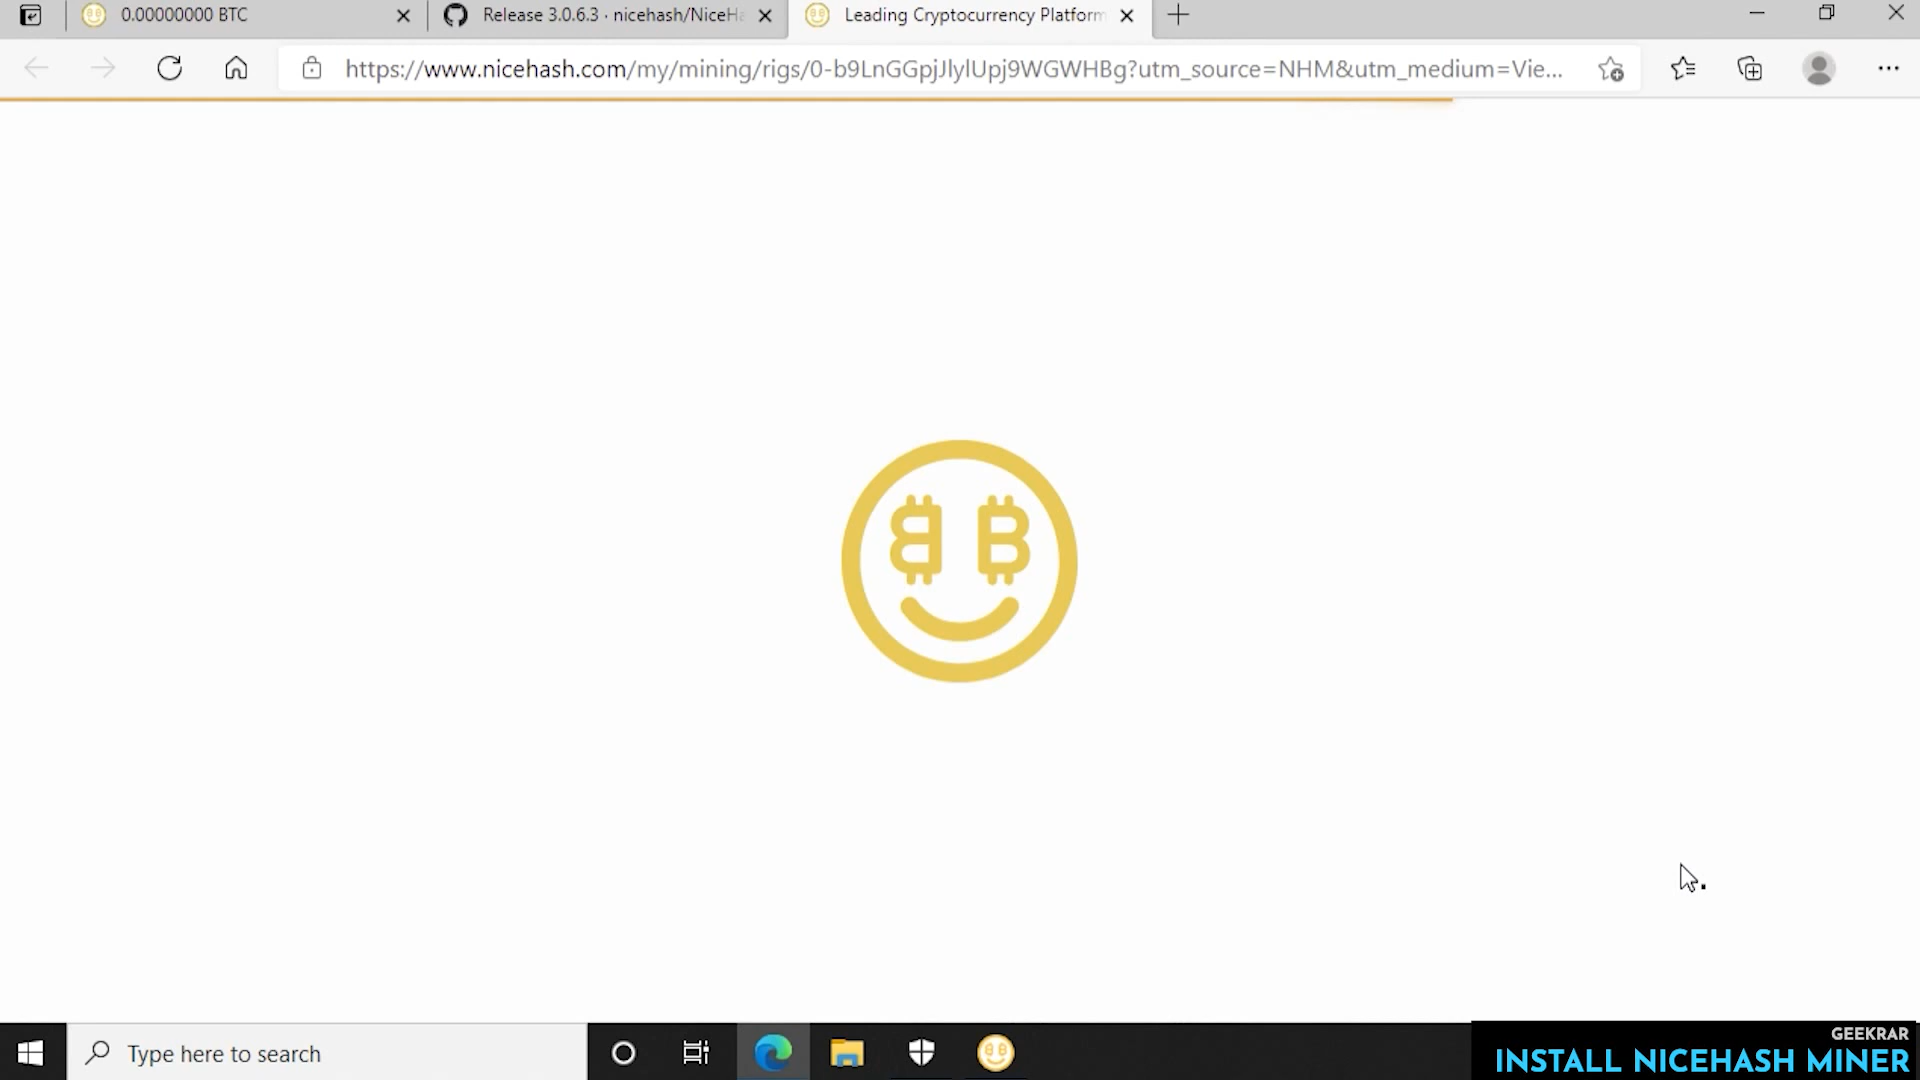 0.00000000 BTC
Release 3.0.6.3 · nicehash/NiceHa
Leading Cryptocurrency Platform
https://www.nicehash.com/my/mining/rigs/0-b9LnGGpjJlylUpj9WGWHBg?utm_source=NHM&utm_medium=Vie...
Type here to search
GEEKRAR
INSTALL NICEHASH MINER